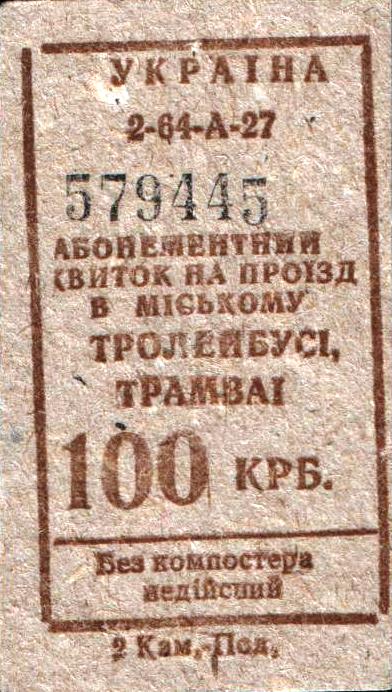 УКРАЇНА
2-64-А-27
579445
АБОНЕМЕНТНИЙ
КВИТОК НА ПРОЇЗД
В МІСЬКОМУ
ТРОЛЕЙБУСІ,
ТРАМВАІ
100 КРБ.
Без компостера
недійсний
2 Кам.-Под.